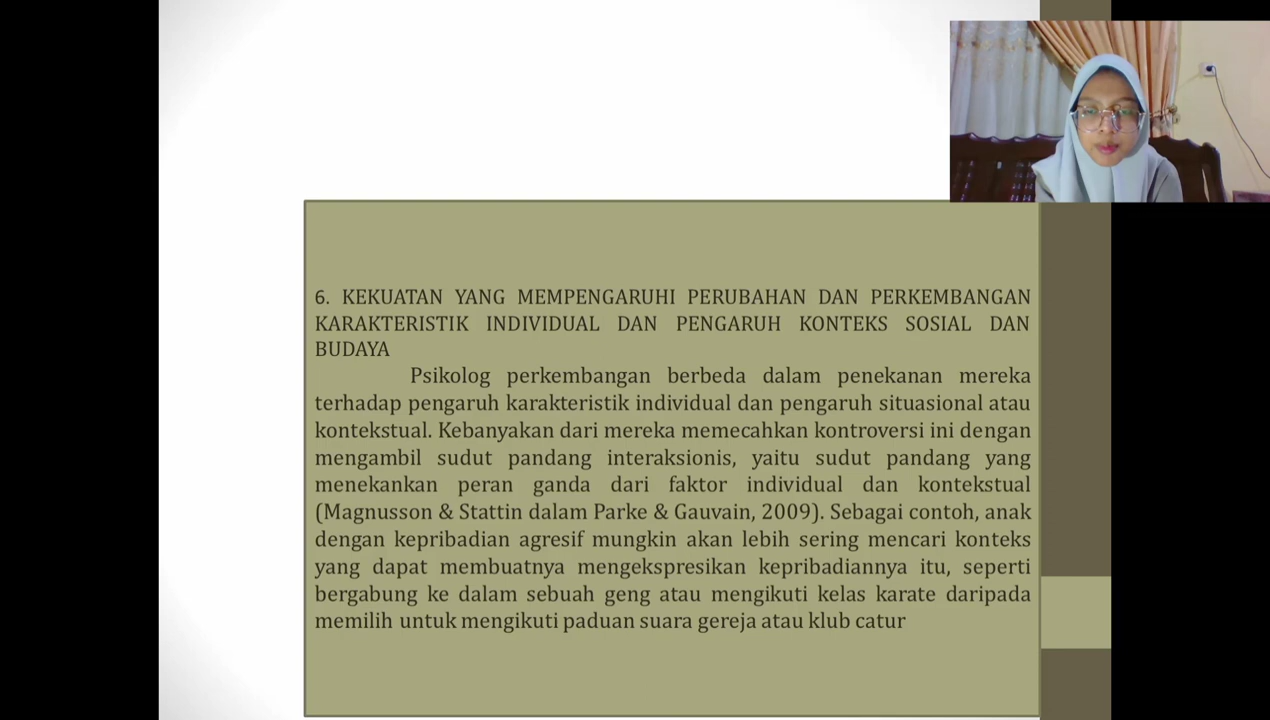 6. KEKUATAN YANG MEMPENGARUHI PERUBAHAN DAN PERKEMBANGAN
KARAKTERISTIK INDIVIDUAL DAN PENGARUH KONTEKS SOSIAL DAN
BUDAYA
Psikolog perkembangan berbeda dalam penekanan mereka
terhadap pengaruh karakteristik individual dan pengaruh situasional atau
kontekstual. Kebanyakan dari mereka memecahkan kontroversi ini dengan
mengambil sudut pandang interaksionis, yaitu sudut pandang yang
menekankan peran ganda dari faktor individual dan kontekstual
(Magnusson & Stattin dalam Parke & Gauvain, 2009). Sebagai contoh, anak
dengan kepribadian agresif mungkin akan lebih sering mencari konteks
yang dapat membuatnya mengekspresikan kepribadiannya itu, seperti
bergabung ke dalam sebuah geng atau mengikuti kelas karate daripada
memilih untuk mengikuti paduan suara gereja atau klub catur